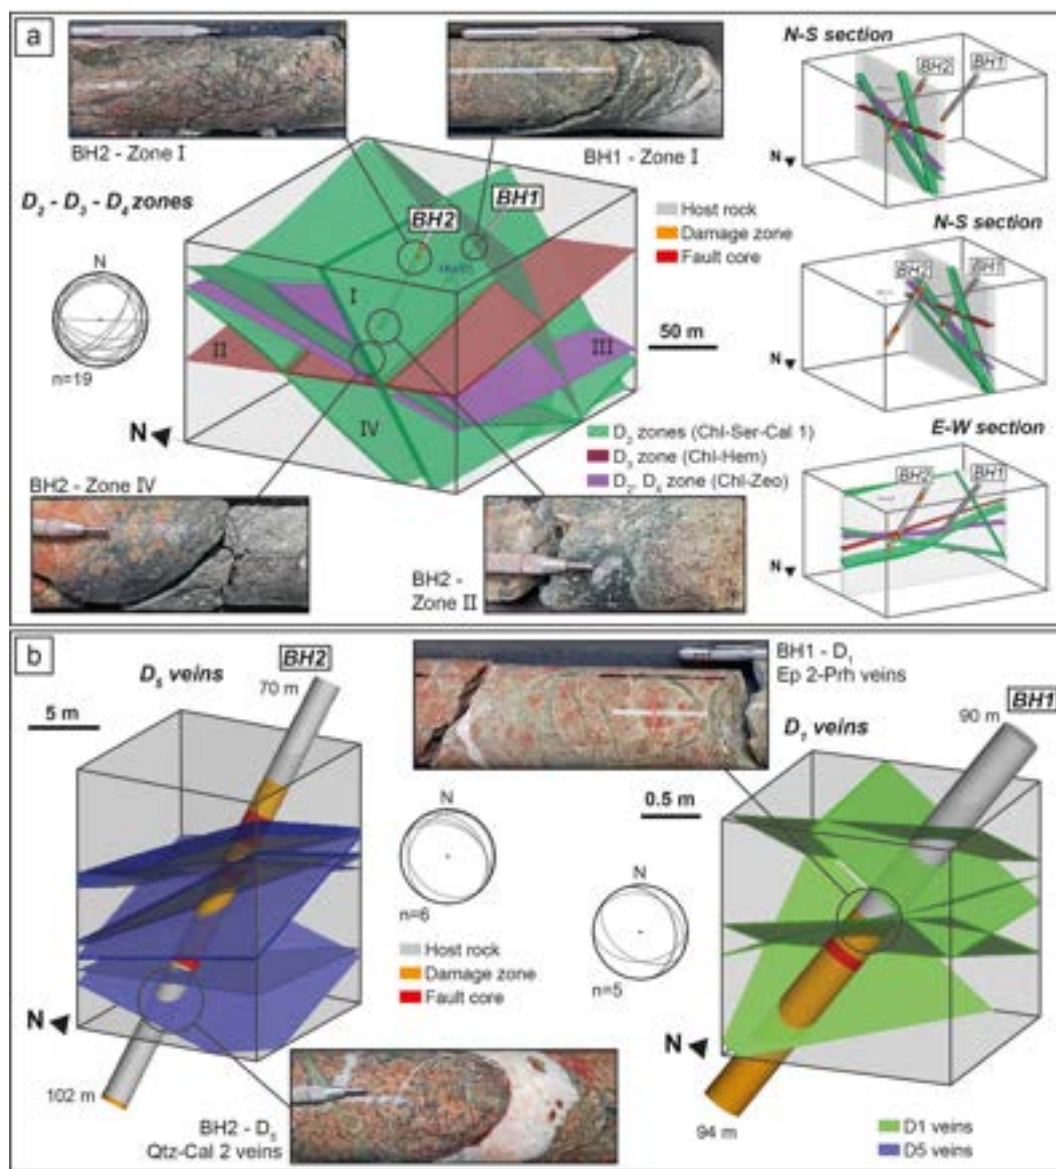 a
BH2 - Zone I
BH1 - Zone I
D₂ - D₃ - D₄ zones
BH2
BH1
I
II
III
IV
N
n=19
N
Host rock
Damage zone
Fault core
50 m
D₂ zones (Chl-Ser-Cal 1)
D₃ zone (Chl-Hem)
zone (Chl-Zeo)
BH2 - Zone IV
BH2 -
Zone II
N-S section
BH2
BH1
N
N-S section
BH2
BH1
N
E-W section
BH2
BH1
N
b
D₅ veins
BH2
70 m
5 m
N
102 m
N
n=6
Host rock
Damage zone
Fault core
BH2 - D₅
Qtz-Cal 2 veins
BH1 - D₁
Ep 2-Prh veins
D₁ veins
BH1
90 m
0.5 m
N
n=5
N
94 m
D1 veins
D5 veins